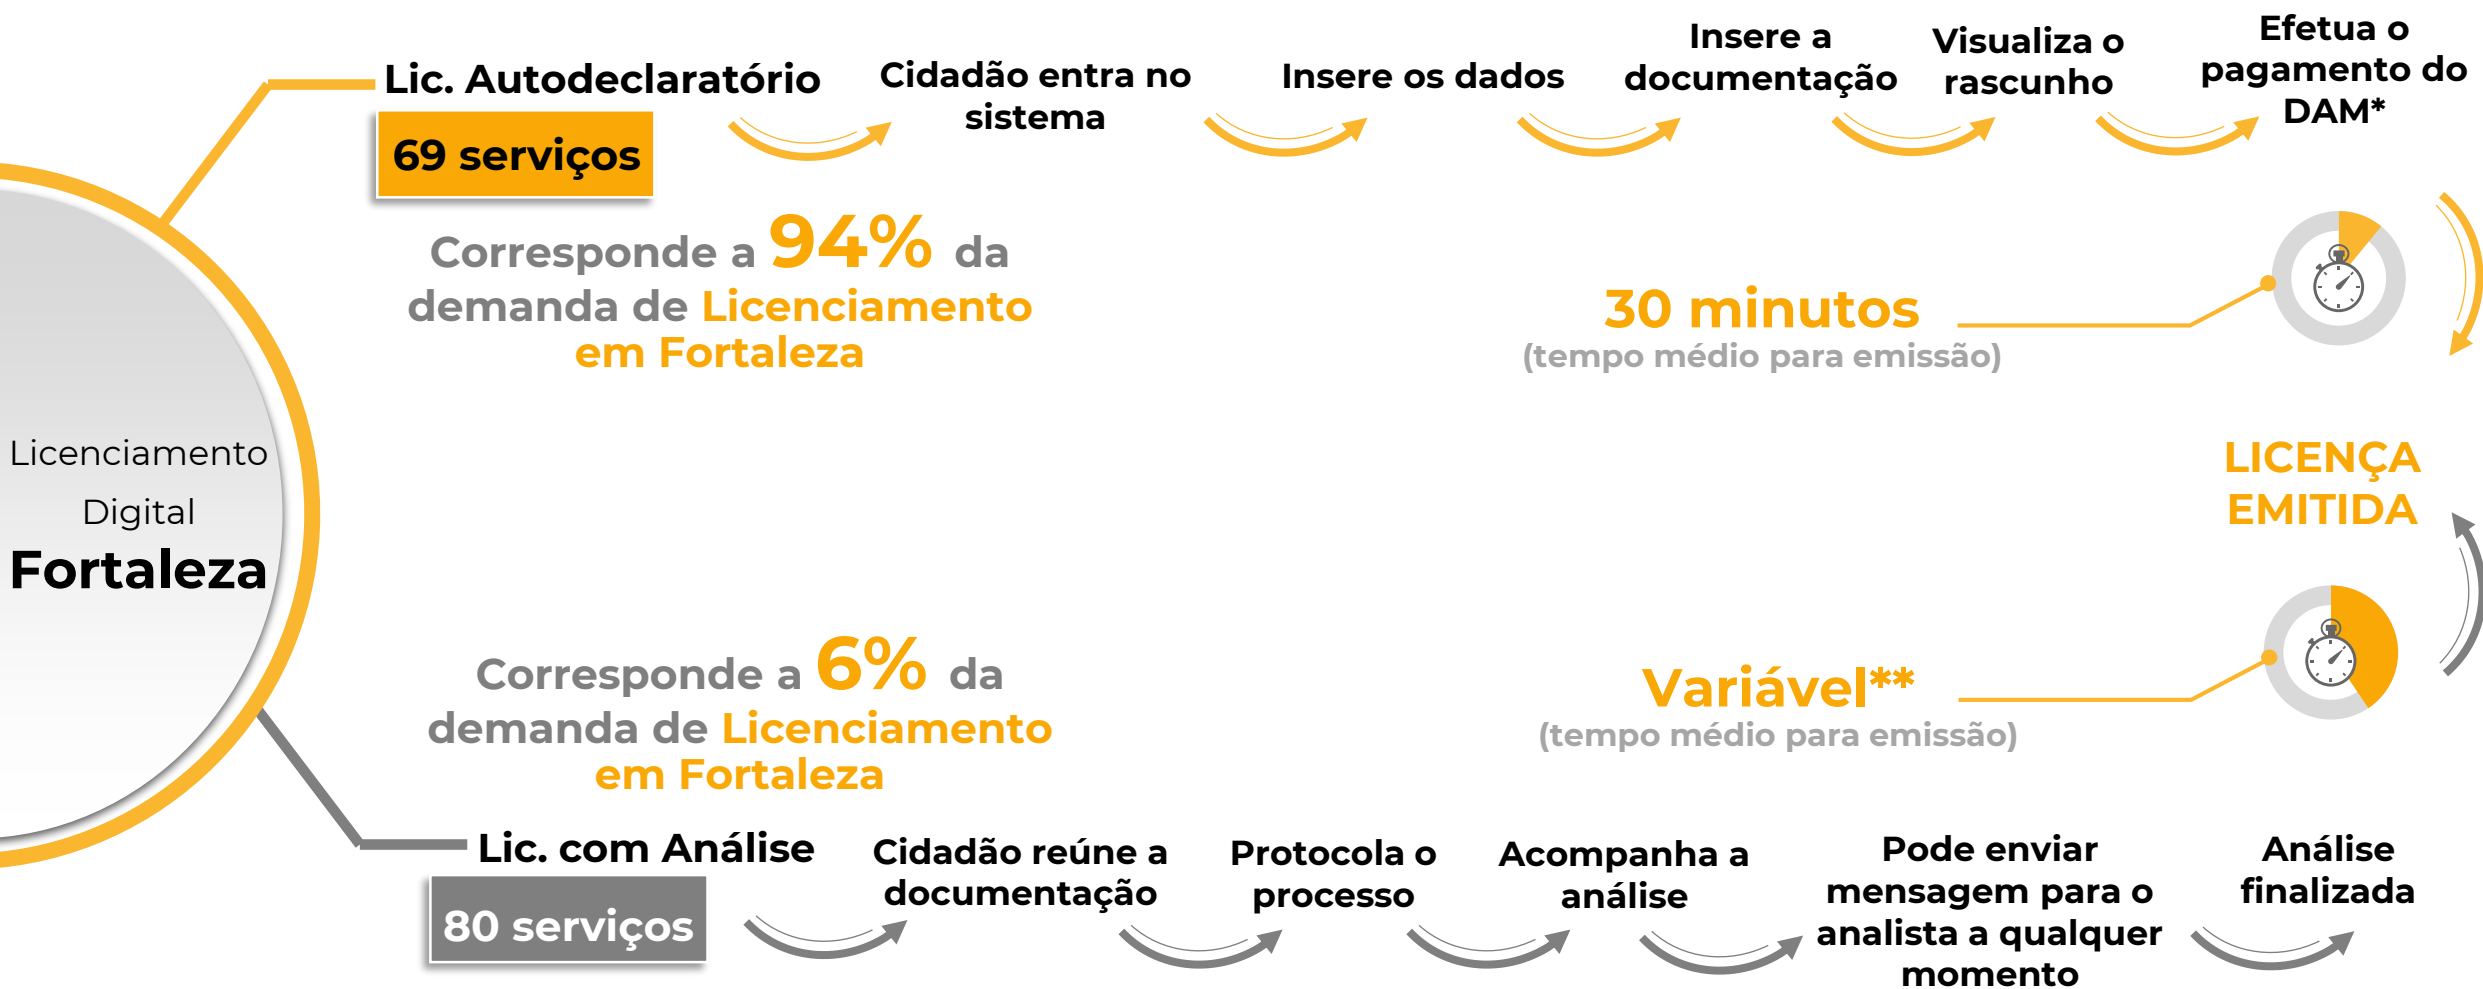 Licenciamento
Digital
Fortaleza
Lic. Autodeclaratório
69 serviços
Cidadão entra no
sistema
Insere os dados
Insere a
documentação
Visualiza o
rascunho
Efetua o
pagamento do
DAM*
Corresponde a 94% da
demanda de Licenciamento
em Fortaleza
30 minutos
(tempo médio para emissão)
LICENÇA
EMITIDA
Corresponde a 6% da
demanda de Licenciamento
em Fortaleza
Variável**
(tempo médio para emissão)
Lic. com Análise
80 serviços
Cidadão reúne a
documentação
Protocola o
processo
Acompanha a
análise
Pode enviar
mensagem para o
analista a qualquer
momento
Análise
finalizada